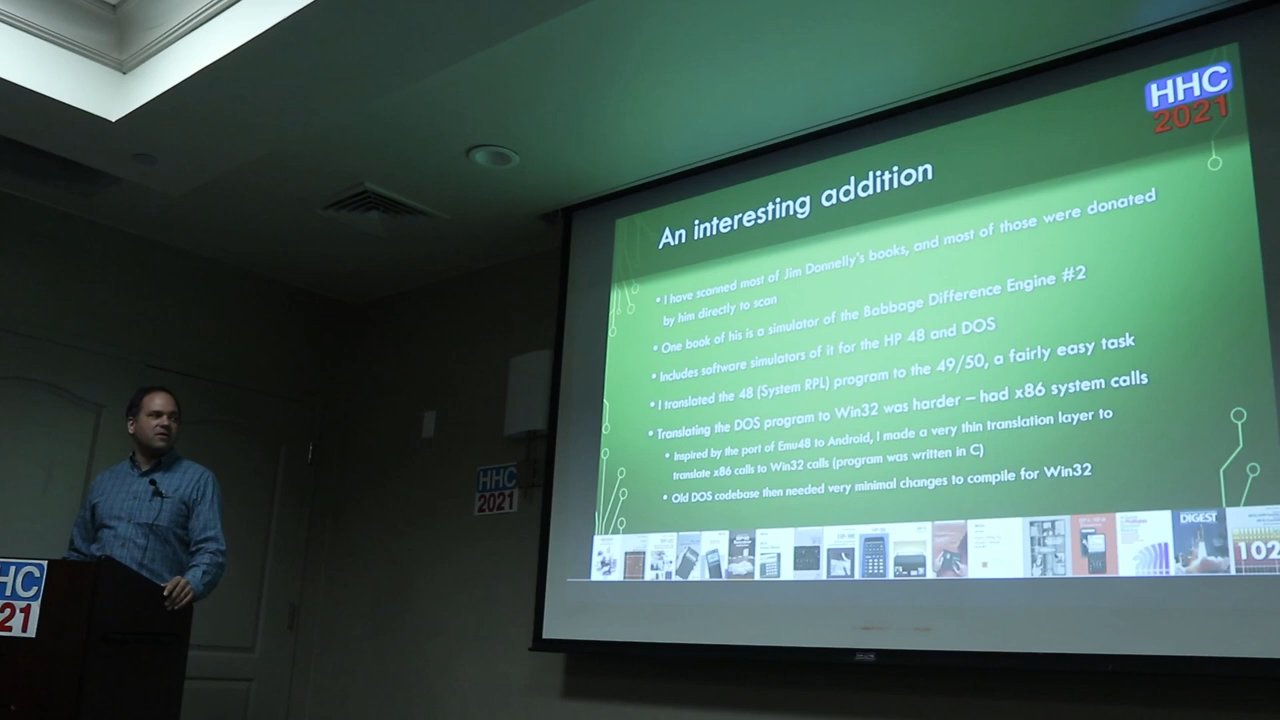 HHC
2021
An interesting addition
• I have scanned most of Jim Donnelly's books, and most of those were donated
by him directly to scan
• One book of his is a simulator of the Babbage Difference Engine #2
• Includes software simulators of it for the HP 48 and DOS
• I translated the 48 (System RPL) program to the 49/50, a fairly easy task
• Translating the DOS program to Win32 was harder – had x86 system calls
• Inspired by the port of Emu48 to Android, I made a very thin translation layer to
translate x86 calls to Win32 calls (program was written in C)
• Old DOS codebase then needed very minimal changes to compile for Win32
DIGEST
102
HHC
2021
HC
21